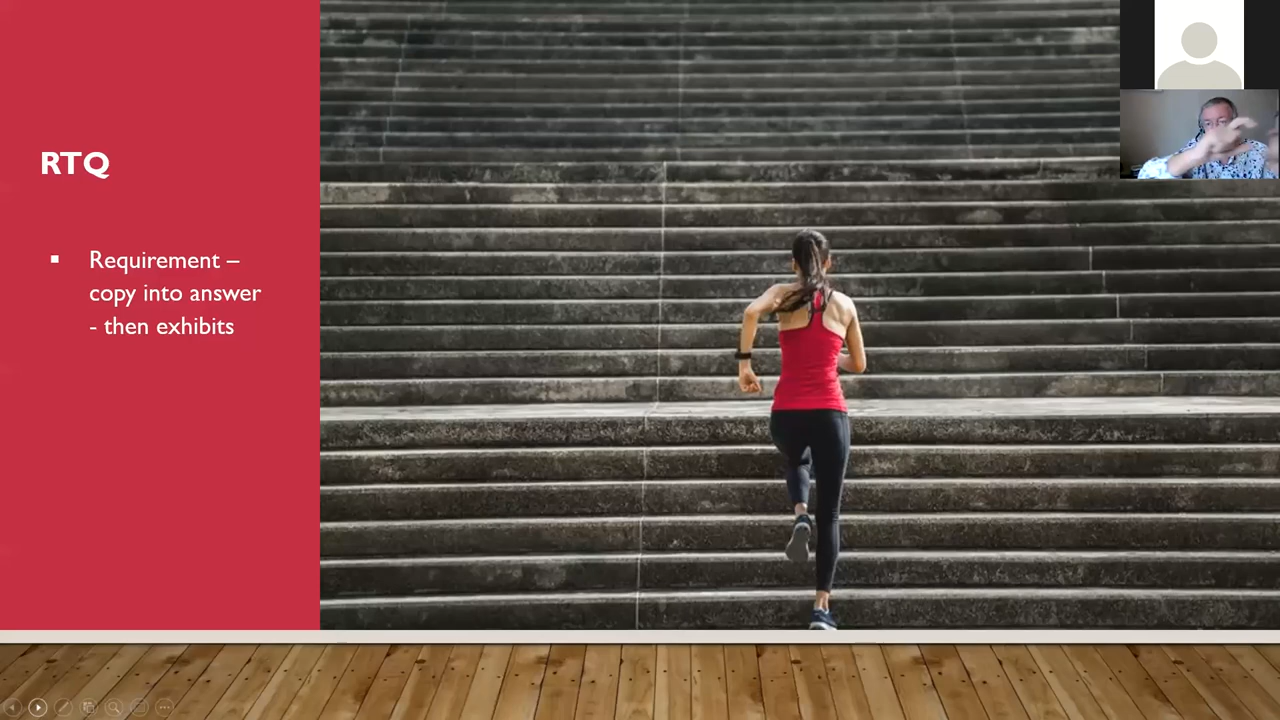 RTQ
▪ Requirement –
copy into answer
- then exhibits